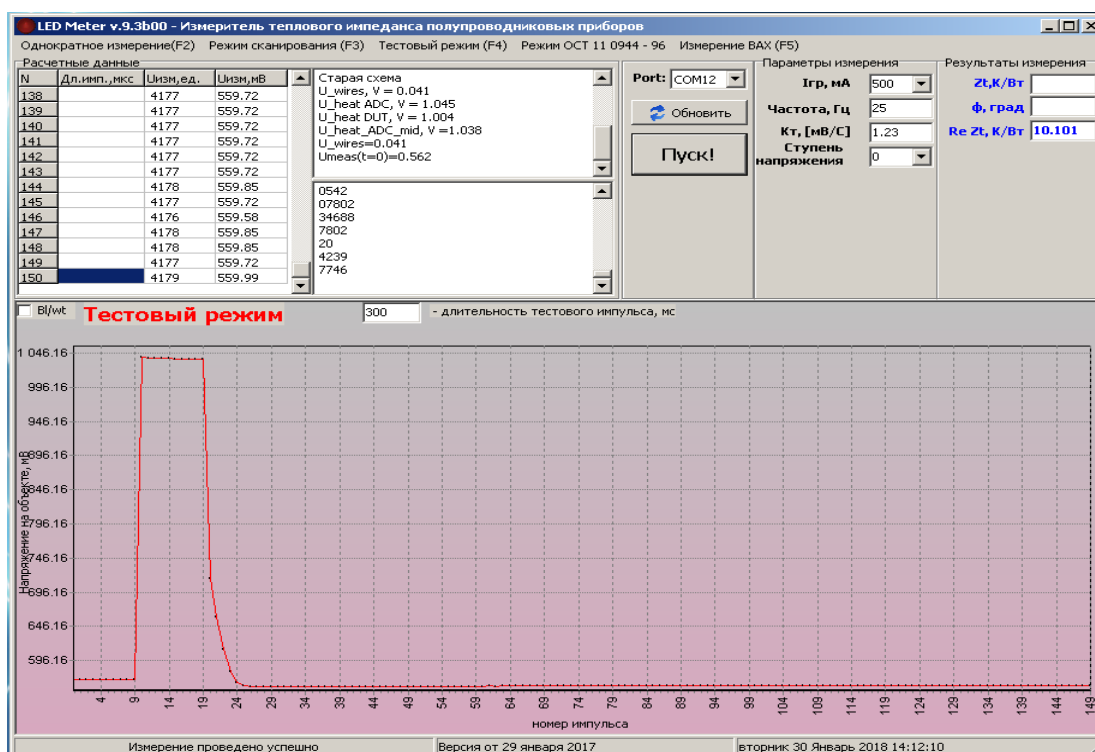 LED Meter v.9.3b00 - Измеритель теплового импеданса полупроводниковых приборов
Однократное измерение(F2) Режим сканирования (F3) Тестовый режим (F4) Режим ОСТ 11 0944 - 96 Измерение ВАХ (F5)
Расчетные данные
N Дл.имп.,мкс Uизм,ед. Uизм,мВ
138 4177 559.72
139 4177 559.72
140 4177 559.72
141 4177 559.72
142 4177 559.72
143 4177 559.72
144 4178 559.85
145 4177 559.72
146 4176 559.58
147 4178 559.85
148 4178 559.85
149 4177 559.72
150 4179 559.99
Старая схема
U_wires, V = 0.041
U_heat ADC, V = 1.045
U_heat DUT, V = 1.004
U_heat_ADC_mid, V =1.038
U_wires=0.041
Umeas(t=0)=0.562
0542
07802
34688
7802
20
4239
7746
Port: COM12
Обновить
Пуск!
Параметры измерения
Iгр, мА 500
Частота, Гц 25
Кт, [мВ/С] 1.23
Ступень напряжения 0
Результаты измерения
Zt,К/Вт
ф, град
Re Zt, К/Вт 10.101
Bl/wt Тестовый режим 300 - длительность тестового импульса, мс
Напряжение на объекте, мВ
1 046.16
996.16
946.16
896.16
846.16
796.16
746.16
696.16
646.16
596.16
4 9 14 19 24 29 34 39 44 49 54 59 64 69 74 79 84 89 94 99 104 109 114 119 124 129 134 139 144 149
номер импульса
Измерение проведено успешно Версия от 29 января 2017 вторник 30 Январь 2018 14:12:10